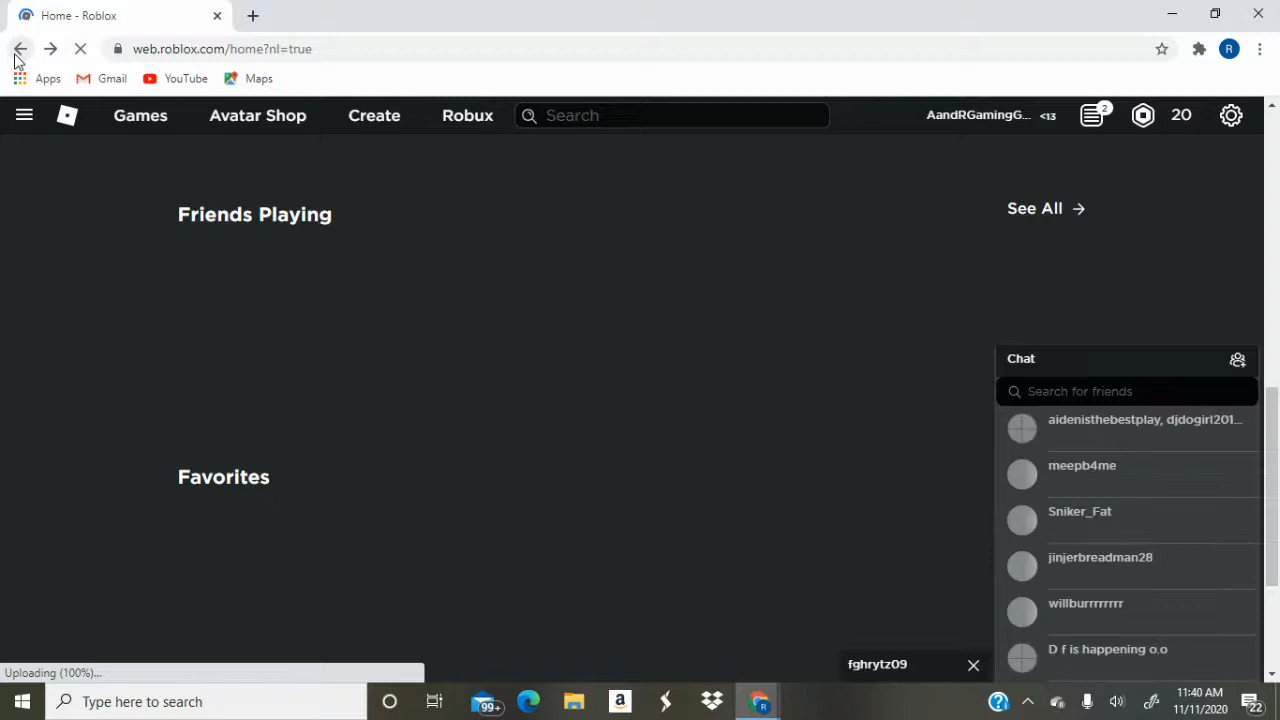 Home - Roblox
web.roblox.com/home?nl=true
R
Apps Gmail YouTube Maps
Games Avatar Shop Create Robux Search AandRGamingG... <13 2 20
Friends Playing See All
Chat
Search for friends
aidenisthebestplay, djdogirl201...
meepb4me
Favorites
Sniker_Fat
jinjerbreadman28
willburrrrrrrr
D f is happening o.o
fghrytz09
Uploading (100%)...
Type here to search
99+
a
R
11:40 AM
11/11/2020
22